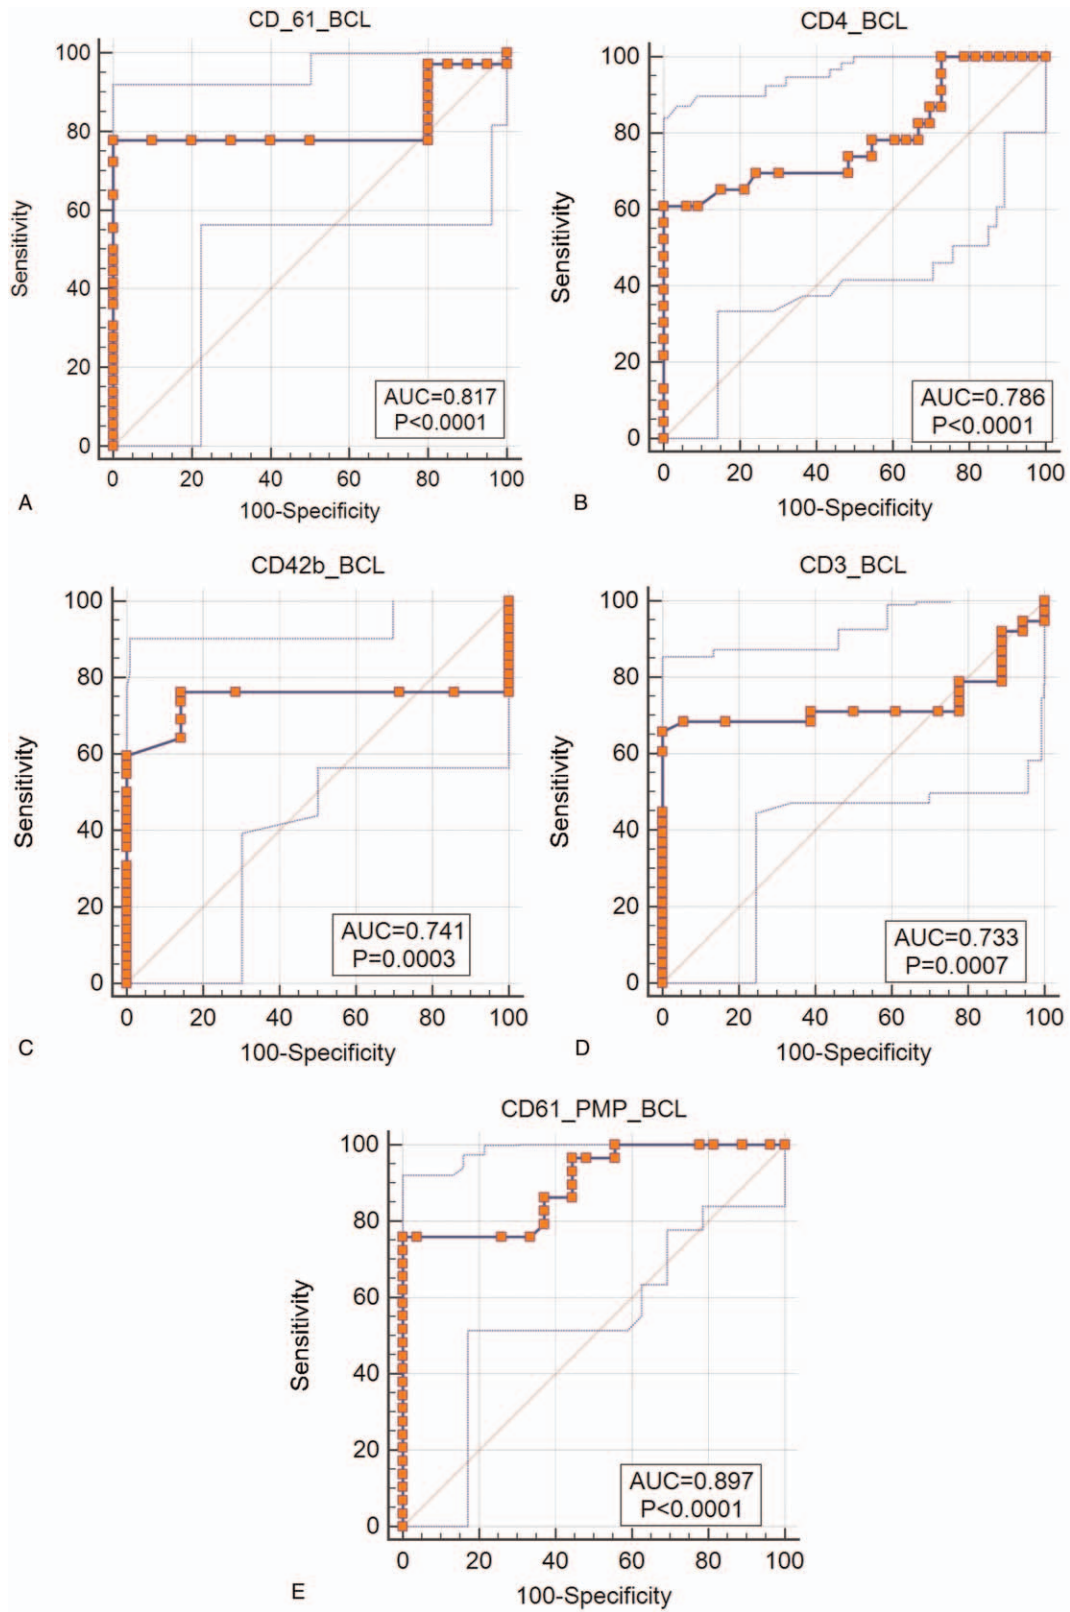 CD_61_BCL
100
80
60
40
20
0
Sensitivity
AUC=0.817
P<0.0001
0 20 40 60 80 100
100-Specificity
A
CD4_BCL
100
80
60
40
20
0
Sensitivity
AUC=0.786
P<0.0001
0 20 40 60 80 100
100-Specificity
B
CD42b_BCL
100
80
60
40
20
0
Sensitivity
AUC=0.741
P=0.0003
0 20 40 60 80 100
100-Specificity
C
CD3_BCL
100
80
60
40
20
0
Sensitivity
AUC=0.733
P=0.0007
0 20 40 60 80 100
100-Specificity
D
CD61_PMP_BCL
100
80
60
40
20
0
Sensitivity
AUC=0.897
P<0.0001
0 20 40 60 80 100
100-Specificity
E